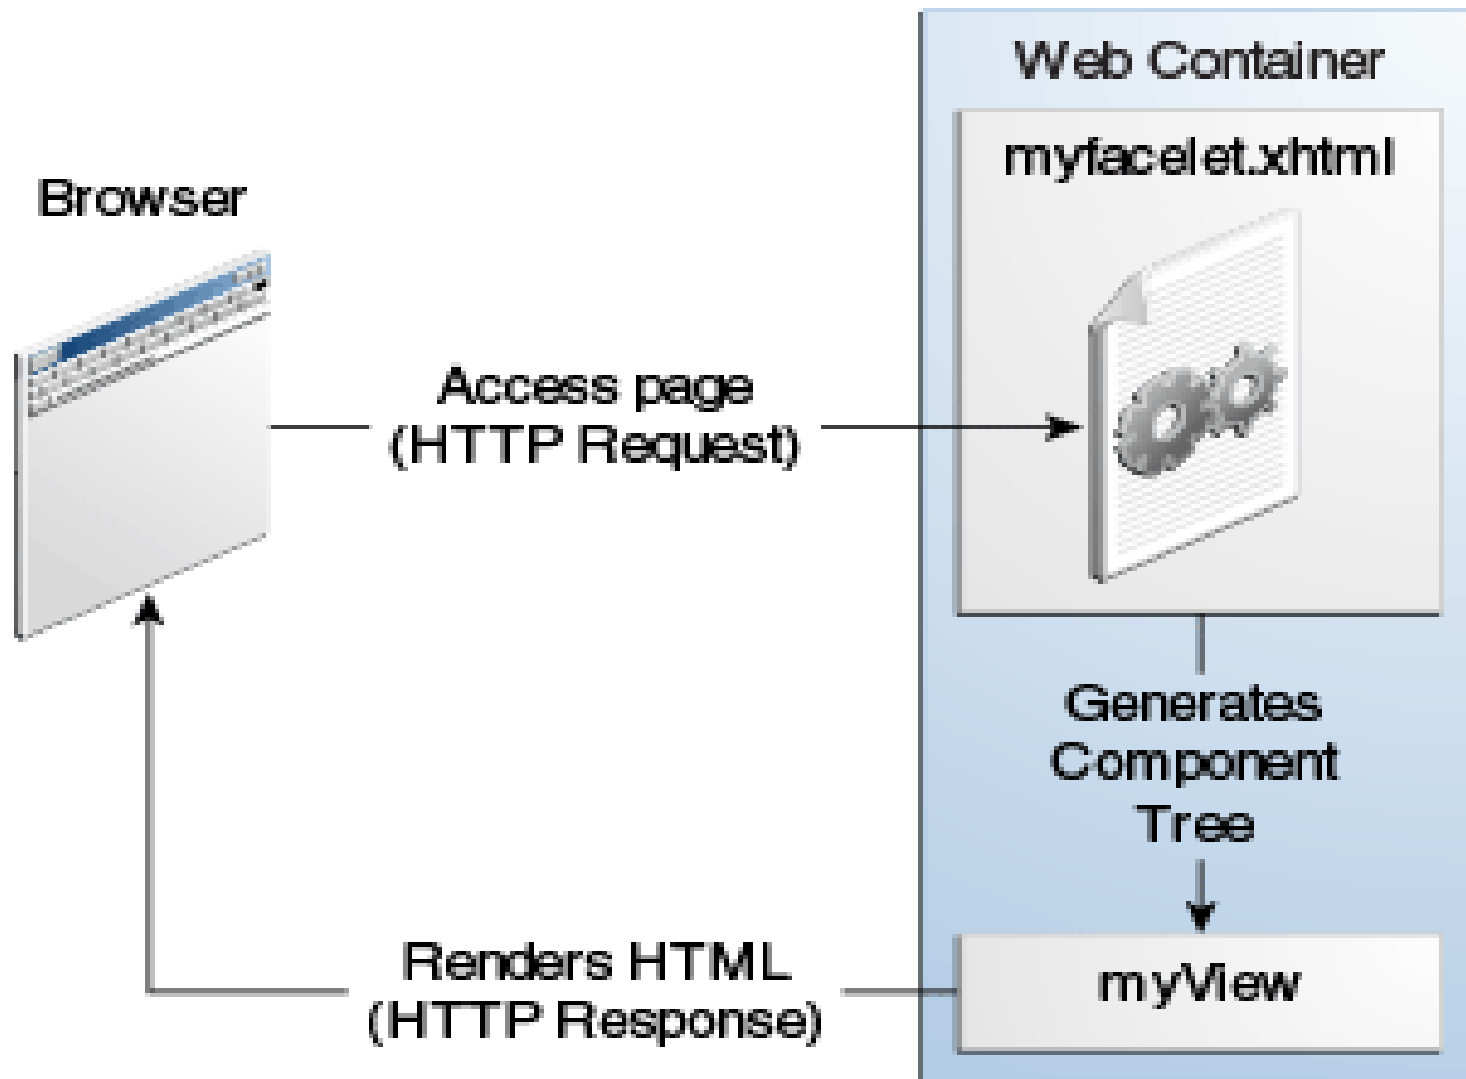 Web Container
myfacelet.xhtml
Browser
Access page
(HTTP Request)
Generates
Component
Tree
Renders HTML
(HTTP Response)
myView